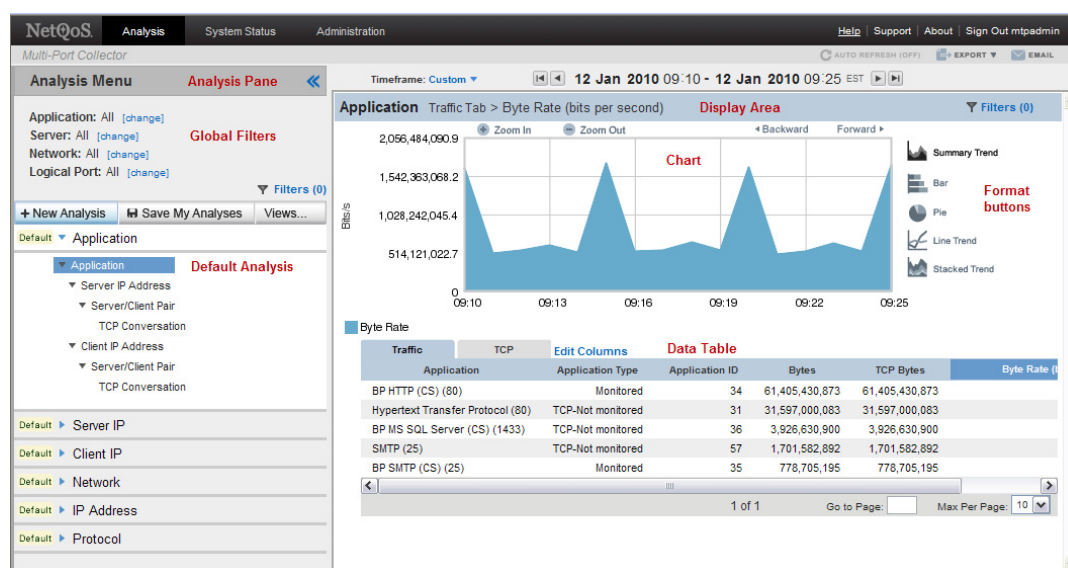 NetQoS. Analysis System Status Administration Help Support About Sign Out mtpadmin
Multi-Port Collector AUTO REFRESH (OFF) EXPORT EMAIL
Analysis Menu Analysis Pane
Application: All [change]
Server: All [change] Global Filters
Network: All [change]
Logical Port: All [change]
Filters (0)
+ New Analysis Save My Analyses Views...
Default Application
Application Default Analysis
Server IP Address
Server/Client Pair
TCP Conversation
Client IP Address
Server/Client Pair
TCP Conversation
Default Server IP
Default Client IP
Default Network
Default IP Address
Default Protocol
Timeframe: Custom 12 Jan 2010 09:10 - 12 Jan 2010 09:25 EST
Application Traffic Tab > Byte Rate (bits per second) Display Area Filters (0)
Zoom In Zoom Out Backward Forward
2,056,484,090.9
1,542,363,068.2
1,028,242,045.4
514,121,022.7
0
Bits/s
Chart
09:10 09:13 09:16 09:19 09:22 09:25
Summary Trend
Bar
Pie
Line Trend
Stacked Trend
Format
buttons
Byte Rate
Traffic TCP Edit Columns Data Table
Application Application Type Application ID Bytes TCP Bytes Byte Rate (
BP HTTP (CS) (80) Monitored 34 61,405,430,873 61,405,430,873
Hypertext Transfer Protocol (80) TCP-Not monitored 31 31,597,000,083 31,597,000,083
BP MS SQL Server (CS) (1433) TCP-Not monitored 36 3,926,630,900 3,926,630,900
SMTP (25) TCP-Not monitored 57 1,701,582,892 1,701,582,892
BP SMTP (CS) (25) Monitored 35 778,705,195 778,705,195
1 of 1 Go to Page: Max Per Page: 10